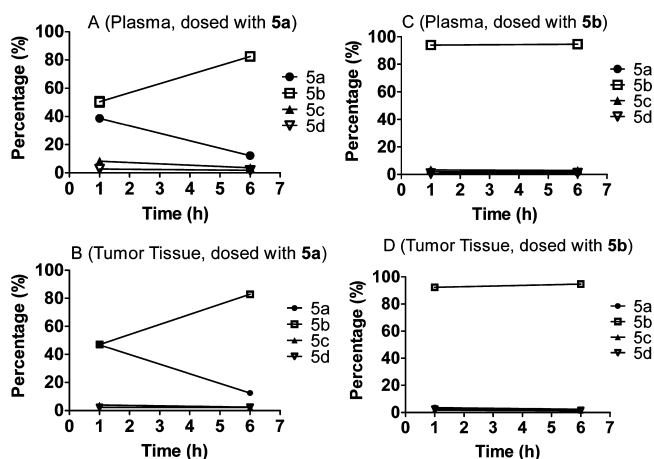 A (Plasma, dosed with 5a)
Percentage (%)
100
80
60
40
20
0
0 1 2 3 4 5 6 7
Time (h)
5a
5b
5c
5d
C (Plasma, dosed with 5b)
Percentage (%)
100
80
60
40
20
0
0 1 2 3 4 5 6 7
Time (h)
5a
5b
5c
5d
B (Tumor Tissue, dosed with 5a)
Percentage (%)
100
80
60
40
20
0
0 1 2 3 4 5 6 7
Time (h)
5a
5b
5c
5d
D (Tumor Tissue, dosed with 5b)
Percentage (%)
100
80
60
40
20
0
0 1 2 3 4 5 6 7
Time (h)
5a
5b
5c
5d